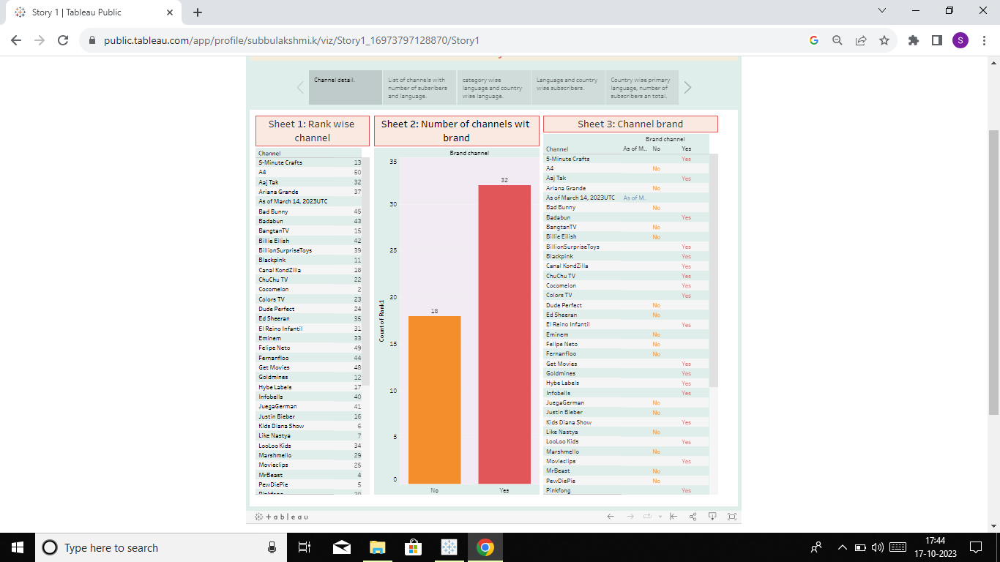 Story 1 | Tableau Public
public.tableau.com/app/profile/subbulakshmi.k/viz/Story1_16973797128870/Story1
S
Channel detail.
List of channels with
number of subsribers
and language.
category wise
language and country
wise language.
Language and country
wise subscribers.
Country wise primary
language, number of
subscribers an total.
Sheet 1: Rank wise
channel
Channel
5-Minute Crafts 13
A4 50
Aaj Tak 32
Ariana Grande 37
As of March 14, 2023UTC
Bad Bunny 45
Badabun 43
BangtanTV 15
Billie Eilish 42
BillionSurpriseToys 39
Blackpink 11
Canal KondZilla 18
ChuChu TV 22
Cocomelon 2
Colors TV 23
Dude Perfect 24
Ed Sheeran 35
El Reino Infantil 31
Eminem 33
Felipe Neto 49
Fernanfloo 44
Get Movies 48
Goldmines 12
Hybe Labels 17
Infobells 40
JuegaGerman 41
Justin Bieber 16
Kids Diana Show 6
Like Nastya 7
LooLoo Kids 34
Marshmello 29
Movieclips 25
MrBeast 4
PewDiePie 5
Sheet 2: Number of channels wit
brand
Brand channel
Count of Rank1
35
30
25
20
15
10
5
0
18
32
No
Yes
Sheet 3: Channel brand
Brand channel
Channel As of M.. No Yes
5-Minute Crafts Yes
A4 No
Aaj Tak Yes
Ariana Grande No
As of March 14, 2023UTC As of M..
Bad Bunny No
Badabun Yes
BangtanTV No
Billie Eilish No
BillionSurpriseToys Yes
Blackpink Yes
Canal KondZilla Yes
ChuChu TV Yes
Cocomelon Yes
Colors TV Yes
Dude Perfect No
Ed Sheeran No
El Reino Infantil Yes
Eminem No
Felipe Neto No
Fernanfloo No
Get Movies Yes
Goldmines Yes
Hybe Labels Yes
Infobells Yes
JuegaGerman No
Justin Bieber No
Kids Diana Show Yes
Like Nastya No
LooLoo Kids Yes
Marshmello No
Movieclips Yes
MrBeast No
PewDiePie No
Pinkfong Yes
+ableau
Type here to search
17:44
17-10-2023